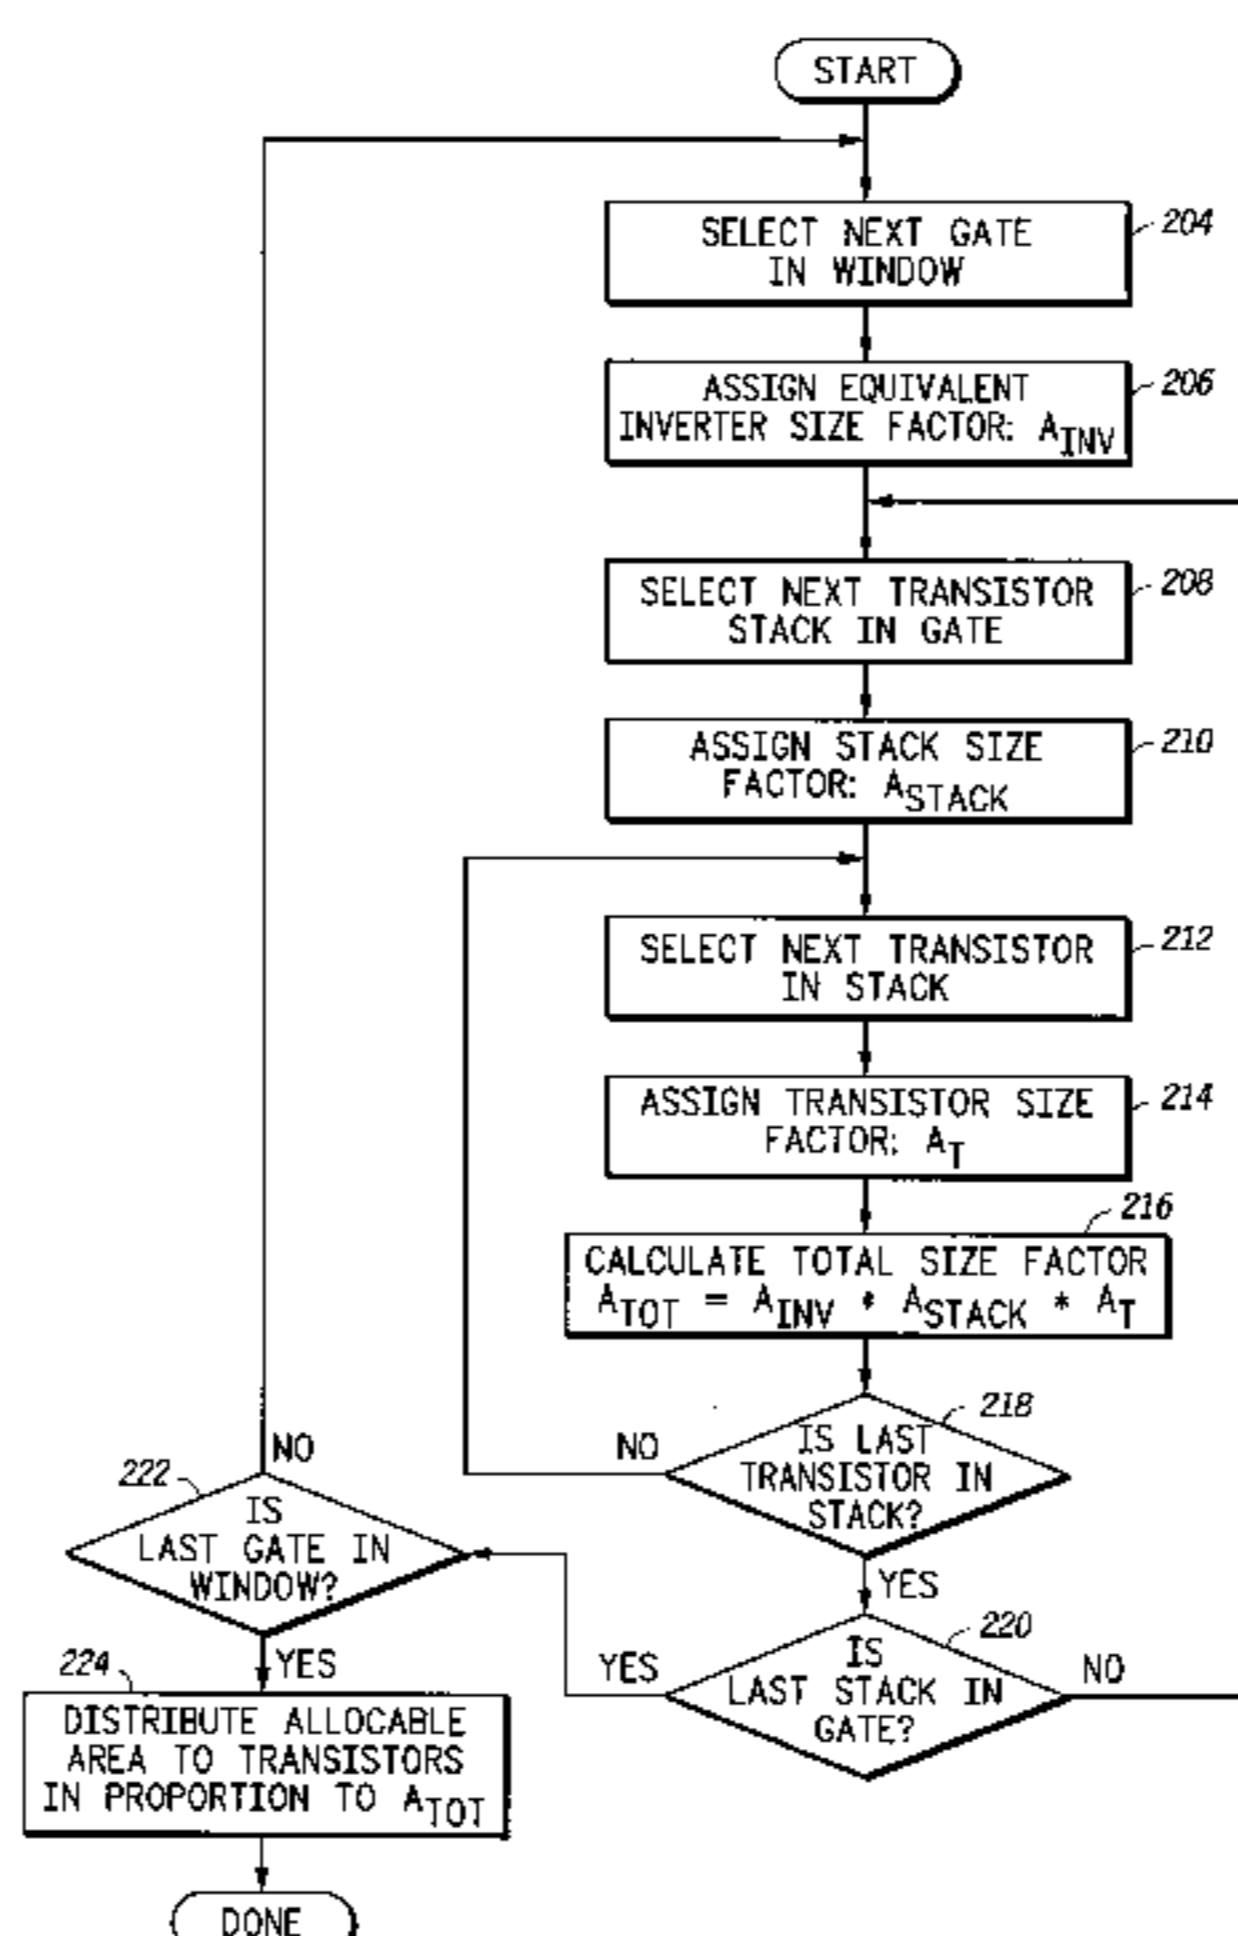 START
SELECT NEXT GATE
IN WINDOW
204
ASSIGN EQUIVALENT
INVERTER SIZE FACTOR: AINV
206
SELECT NEXT TRANSISTOR
STACK IN GATE
208
ASSIGN STACK SIZE
FACTOR: ASTACK
210
SELECT NEXT TRANSISTOR
IN STACK
212
ASSIGN TRANSISTOR SIZE
FACTOR: AT
214
216
CALCULATE TOTAL SIZE FACTOR
ATOT = AINV * ASTACK * AT
218
NO
IS LAST
TRANSISTOR IN
STACK?
YES
220
YES
IS
LAST STACK IN
GATE?
NO
222
NO
IS
LAST GATE IN
WINDOW?
YES
224
DISTRIBUTE ALLOCABLE
AREA TO TRANSISTORS
IN PROPORTION TO ATOT
DONE